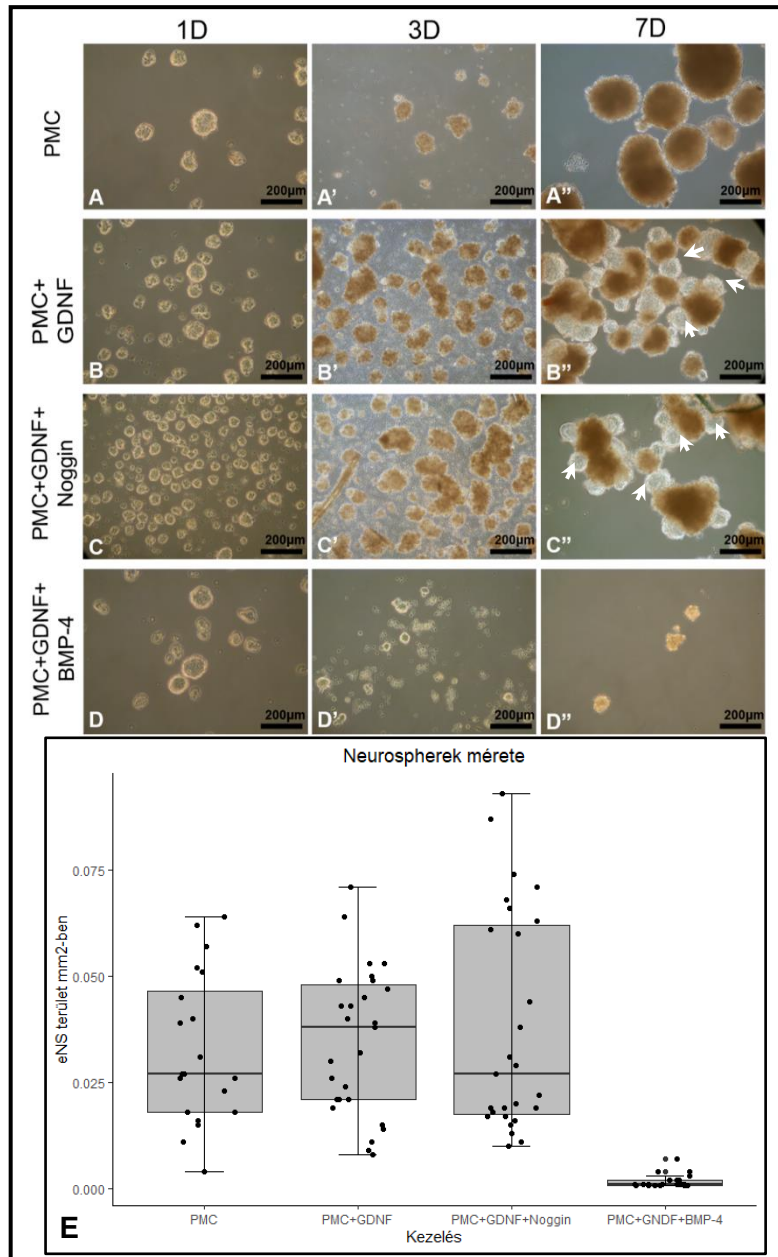 1D 3D 7D
PMC
A 200µm
A' 200µm
A" 200µm
PMC+
GDNF
B 200µm
B' 200µm
B" 200µm
PMC+GDNF+
Noggin
C 200µm
C' 200µm
C" 200µm
PMC+GDNF+
BMP-4
D 200µm
D' 200µm
D" 200µm
Neurospherek mérete
eNS terület mm2-ben
0.075
0.050
0.025
0.000
PMC PMC+GDNF PMC+GDNF+Noggin PMC+GNDF+BMP-4
Kezelés
E